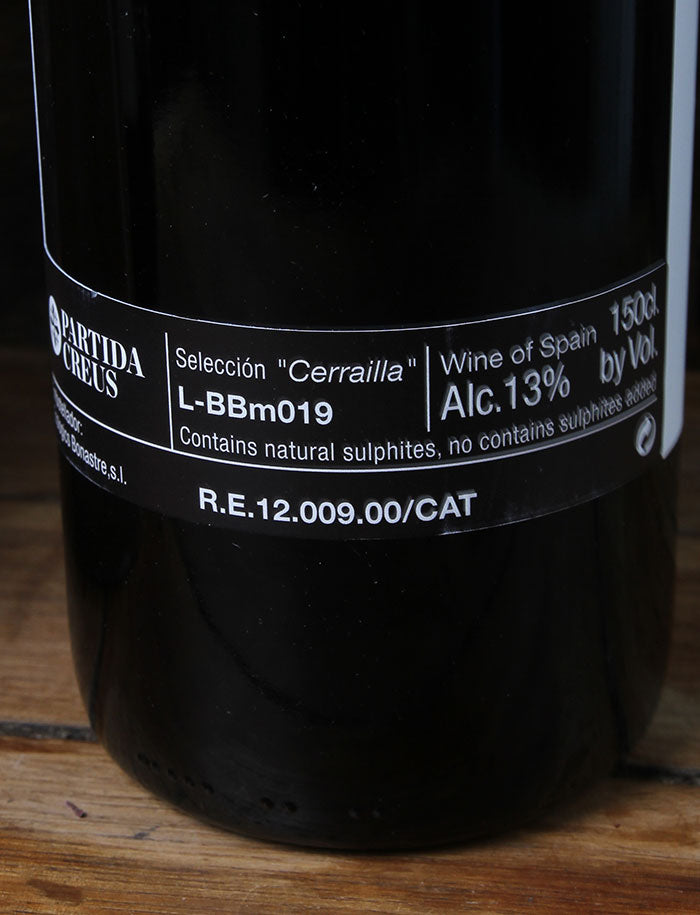 PARTIDA
CREUS
Selección "Cerrailla"
L-BBm019
Wine of Spain 150cl.
Alc.13% by Vol.
Contains natural sulphites, no contains sulphites added
Bonastre,s.l.
R.E.12.009.00/CAT